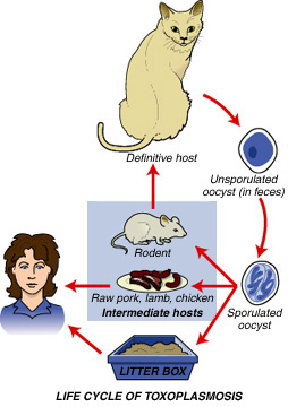 Definitive host
Unsporulated
oocyst (in feces)
Rodent
Raw pork, lamb, chicken
Intermediate hosts
Sporulated
oocyst
LITTER BOX
LIFE CYCLE OF TOXOPLASMOSIS